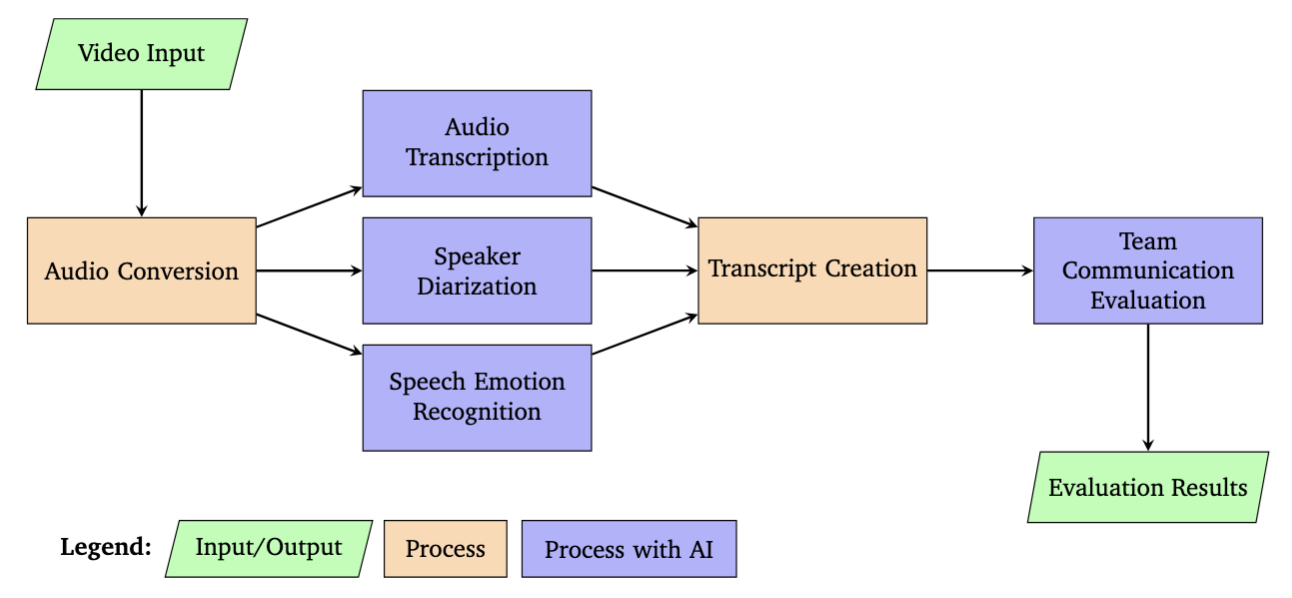 Video Input
Audio
Transcription
Audio Conversion
Speaker
Diarization
Speech Emotion
Recognition
Transcript Creation
Team
Communication
Evaluation
Evaluation Results
Legend:
Input/Output
Process
Process with AI